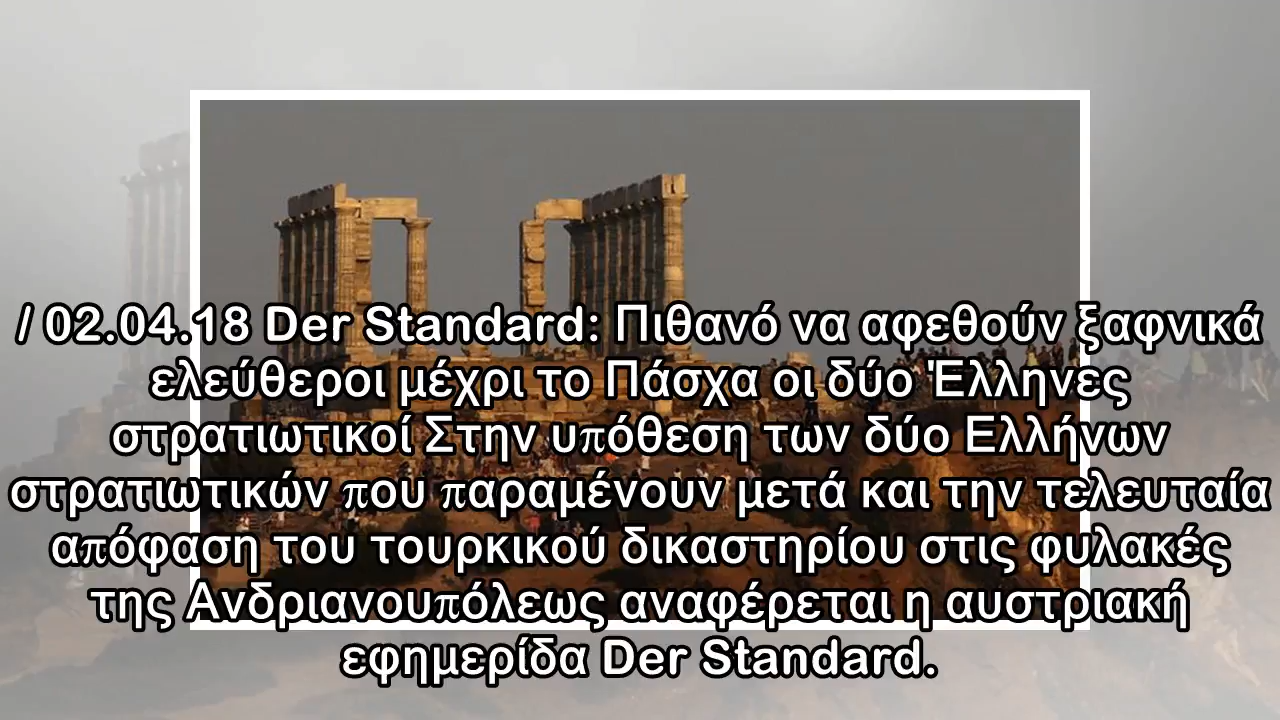 / 02.04.18 Der Standard: Πιθανό να αφεθούν ξαφνικά
ελεύθεροι μέχρι το Πάσχα οι δύο Έλληνες
στρατιωτικοί Στην υπόθεση των δύο Ελλήνων
στρατιωτικών που παραμένουν μετά και την τελευταία
απόφαση του τουρκικού δικαστηρίου στις φυλακές
της Ανδριανουπόλεως αναφέρεται η αυστριακή
εφημερίδα Der Standard.